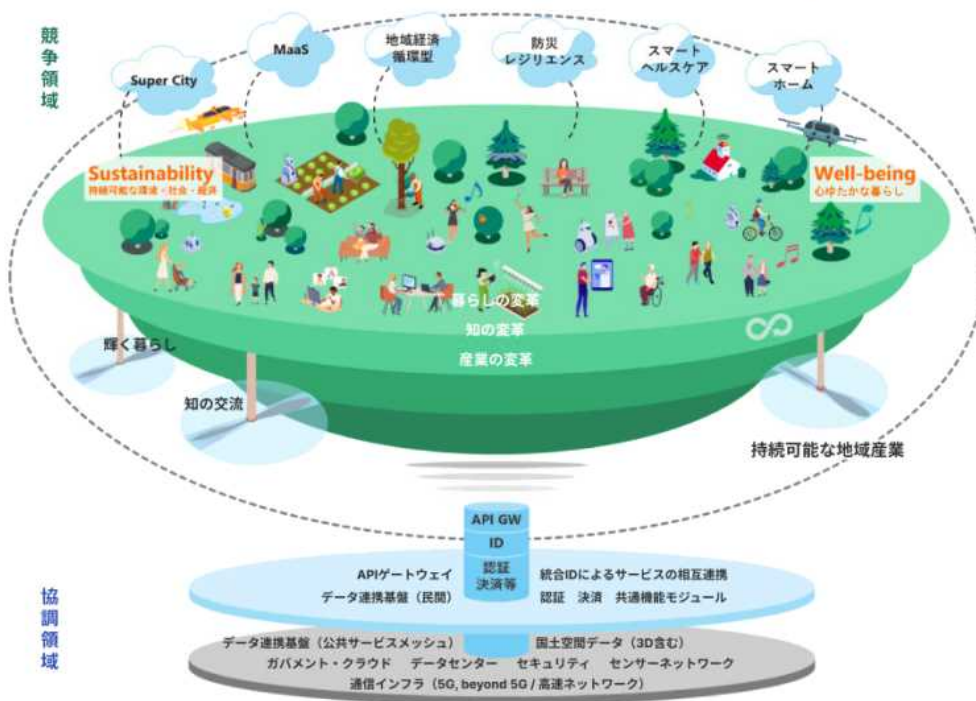 競争領域
Super City
MaaS
地域経済
循環型
防災
レジリエンス
スマート
ヘルスケア
スマート
ホーム
Sustainability
持続可能な環境・社会・経済
Well-being
心ゆたかな暮らし
暮らしの変革
知の変革
産業の変革
輝く暮らし
知の交流
持続可能な地域産業
協調領域
API GW
ID
認証
決済等
APIゲートウェイ
統合IDによるサービスの相互連携
データ連携基盤（民間）
認証 決済 共通機能モジュール
データ連携基盤（公共サービスメッシュ）
国土空間データ（3D含む）
ガバメント・クラウド データセンター セキュリティ センサーネットワーク
通信インフラ（5G, beyond 5G / 高速ネットワーク）